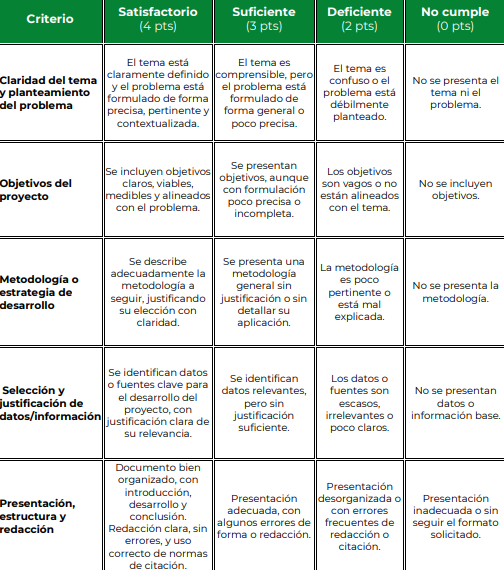 Criterio
Satisfactorio
(4 pts)
Suficiente
(3 pts)
Deficiente
(2 pts)
No cumple
(0 pts)
Claridad del tema
y planteamiento
del problema
El tema está
claramente definido
y el problema está
formulado de forma
precisa, pertinente y
contextualizada.
El tema es
comprensible, pero
el problema está
formulado de
forma general o
poco precisa.
El tema es
confuso o el
problema está
débilmente
planteado.
No se presenta el
tema ni el
problema.
Objetivos del
proyecto
Se incluyen objetivos
claros, viables,
medibles y alineados
con el problema.
Se presentan
objetivos, aunque
con formulación
poco precisa o
incompleta.
Los objetivos
son vagos o no
están alineados
con el tema.
No se incluyen
objetivos.
Metodología o
estrategia de
desarrollo
Se describe
adecuadamente la
metodología a
seguir, justificando
su elección con
claridad.
Se presenta una
metodología
general sin
justificación o sin
detallar su
aplicación.
La metodología
es poco
pertinente o
está mal
explicada.
No se presenta la
metodología.
Selección y
justificación de
datos/información
Se identifican datos
o fuentes clave para
el desarrollo del
proyecto, con
justificación clara de
su relevancia.
Se identifican
datos relevantes,
pero sin
justificación
suficiente.
Los datos o
fuentes son
escasos,
irrelevantes o
poco claros.
No se presentan
datos o
información base.
Presentación,
estructura y
redacción
Documento bien
organizado, con
introducción,
desarrollo y
conclusión.
Redacción clara, sin
errores, y uso
correcto de normas
de citación.
Presentación
adecuada, con
algunos errores de
forma o redacción.
Presentación
desorganizada o
con errores
frecuentes de
redacción o
citación.
Presentación
inadecuada o sin
seguir el formato
solicitado.